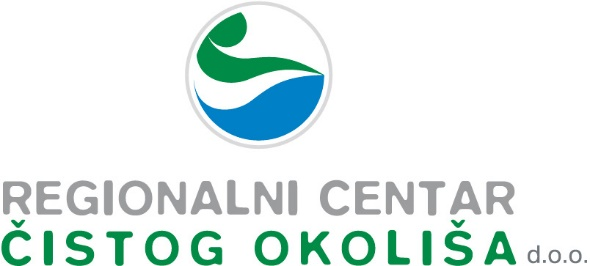 REGIONALNI CENTAR
ČISTOG OKOLIŠA d.o.o.